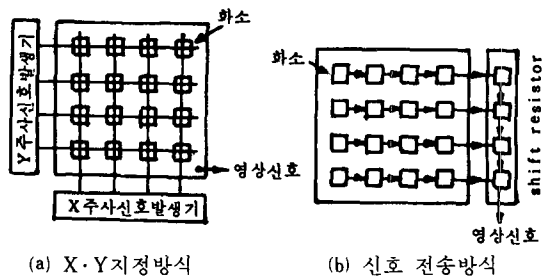 화소
Y주사신호발생기
영상신호
X주사신호발생기
(a) X·Y지정방식
화소
shift resistor
영상신호
(b) 신호 전송방식